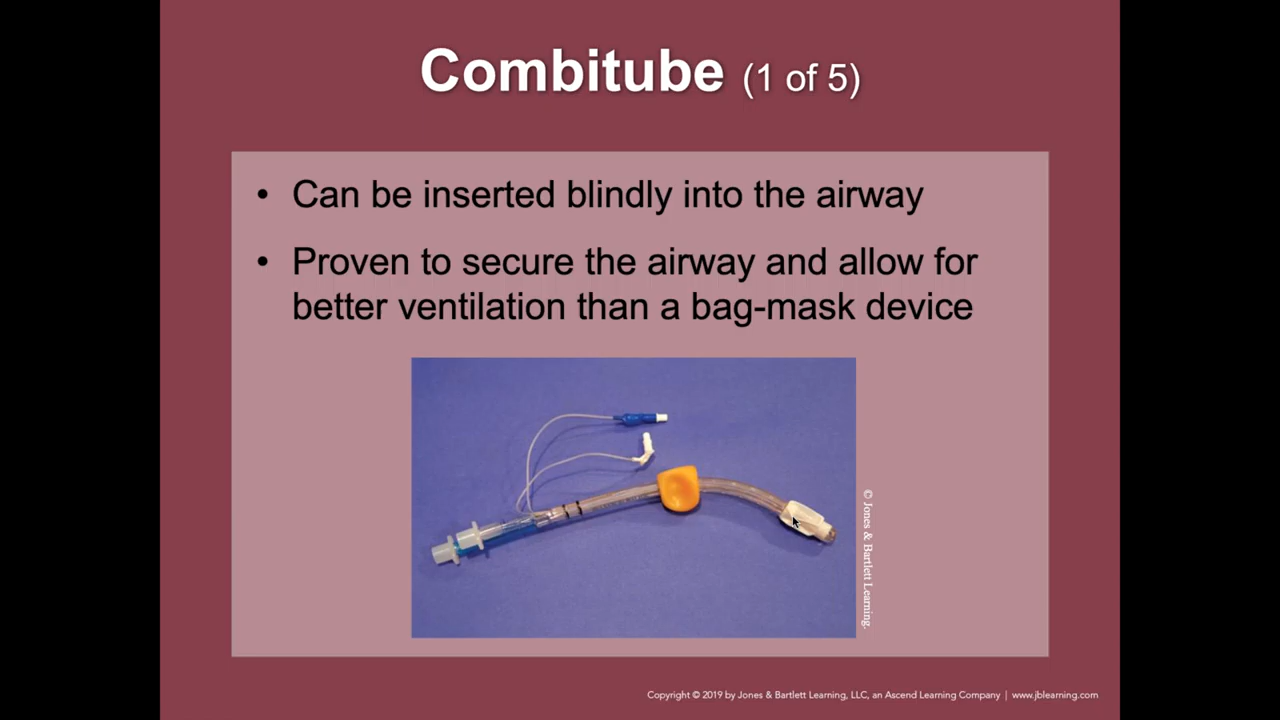 Combitube (1 of 5)
• Can be inserted blindly into the airway
• Proven to secure the airway and allow for
better ventilation than a bag-mask device
© Jones & Bartlett Learning.
Copyright © 2019 by Jones & Bartlett Learning, LLC, an Ascend Learning Company | www.jblearning.com